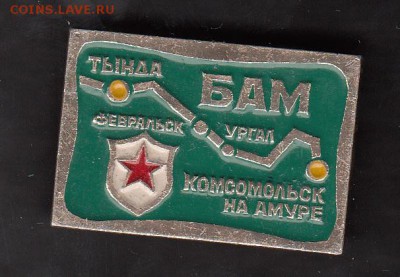 COINS.LAVE.RU
ТЫНДА
БАМ
ФЕВРАЛЬСК
УРГАЛ
КОМСОМОЛЬСК
НА АМУРЕ